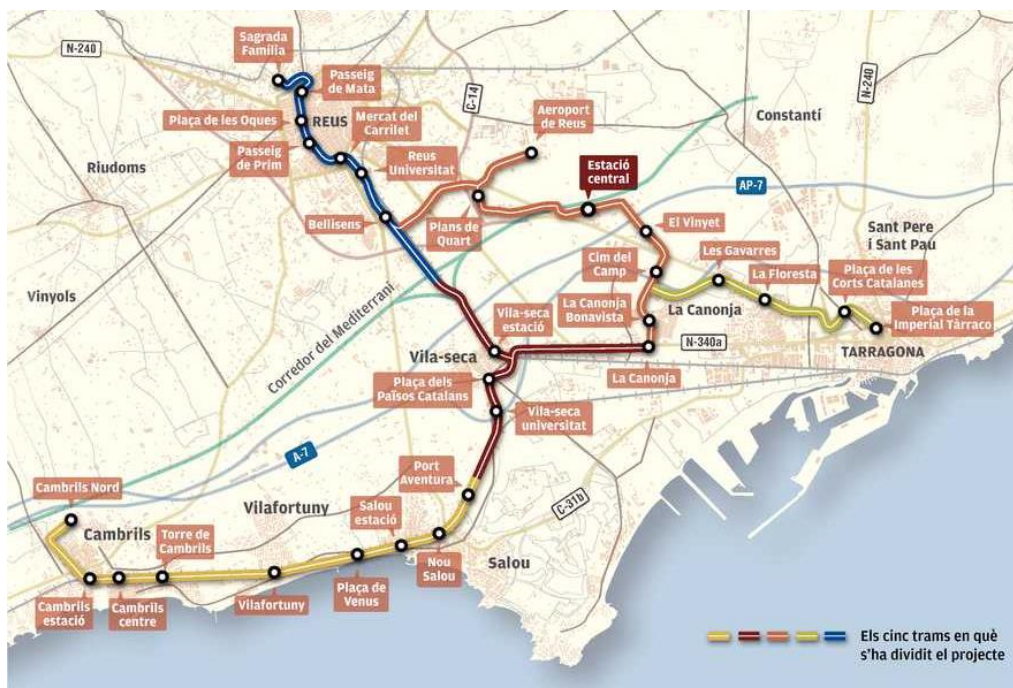 Sagrada
Família
N-240
Passeig
de Mata
Plaça de les Oques
REUS
Mercat del
Carrilet
Passeig
de Prim
Reus
Universitat
Riudoms
C-14
Aeroport
de Reus
N-240
Constantí
Estació
central
AP-7
Bellisens
Plans de
Quart
El Vinyet
Sant Pere
i Sant Pau
Les Gavarres
Cim del
Camp
La Floresta
Plaça de les
Corts Catalanes
Vinyols
Corredor del Mediterrani
Vila-seca
estació
La Canonja
Bonavista
La Canonja
Plaça de la
Imperial Tàrraco
N-340a
TARRAGONA
Vila-seca
Plaça dels
Països Catalans
La Canonja
Vila-seca
universitat
A-7
Port
Aventura
Cambrils Nord
Vilafortuny
Salou
estació
C-31b
Cambrils
Torre de
Cambrils
Nou
Salou
Salou
Plaça de
Venus
Cambrils
estació
Cambrils
centre
Vilafortuny
Els cinc trams en què
s'ha dividit el projecte